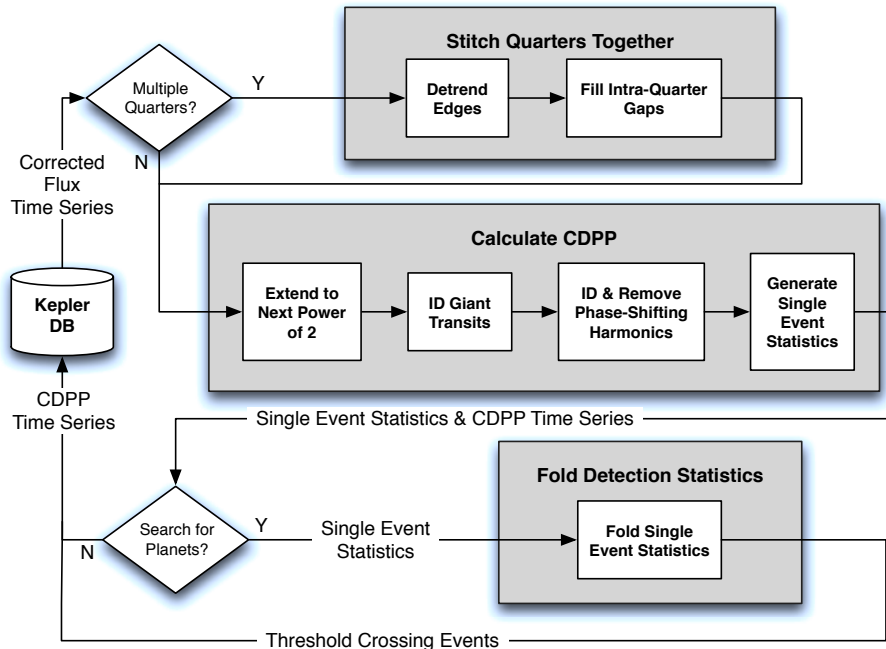 Stitch Quarters Together
Multiple
Quarters?
Y
Detrend
Edges
Fill Intra-Quarter
Gaps
N
Corrected
Flux
Time Series
Calculate CDPP
Extend to
Next Power
of 2
ID Giant
Transits
ID & Remove
Phase-Shifting
Harmonics
Generate
Single
Event
Statistics
Kepler
DB
CDPP
Time Series
Single Event Statistics & CDPP Time Series
Fold Detection Statistics
Search for
Planets?
N
Y
Single Event
Statistics
Fold Single
Event Statistics
Threshold Crossing Events